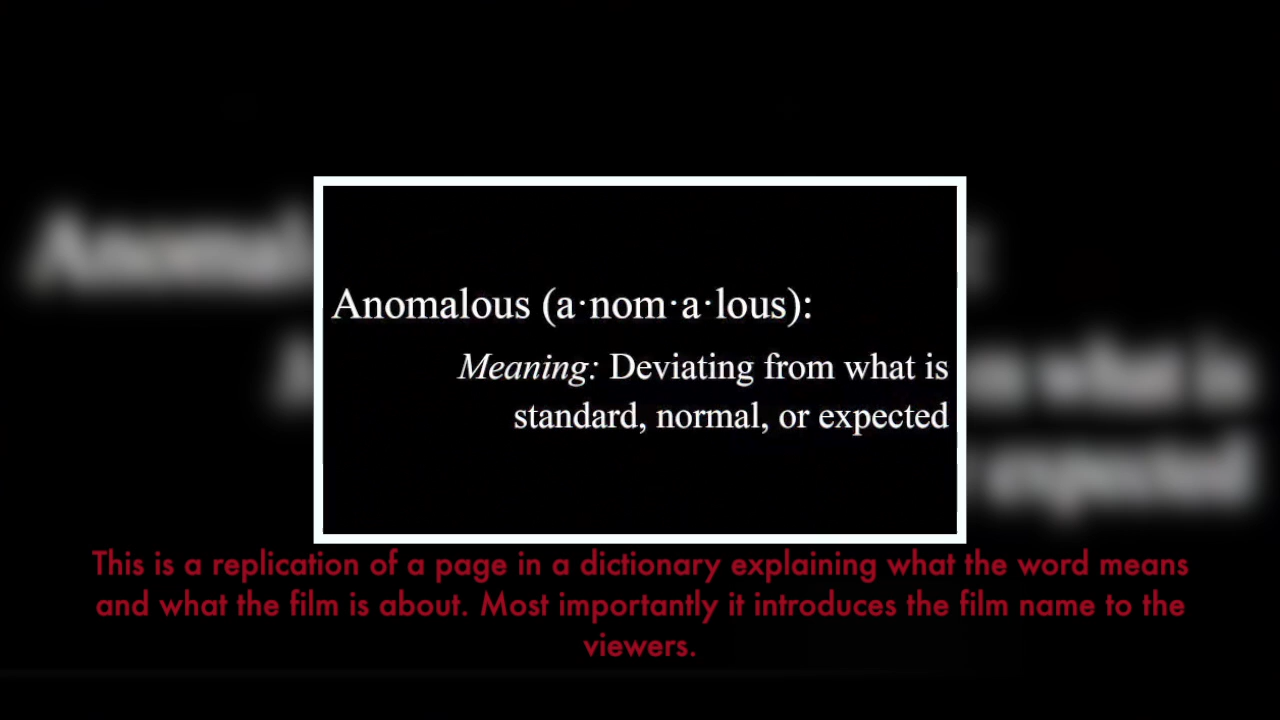 Anomalous (a·nom·a·lous):
Meaning: Deviating from what is
standard, normal, or expected
This is a replication of a page in a dictionary explaining what the word means
and what the film is about. Most importantly it introduces the film name to the
viewers.